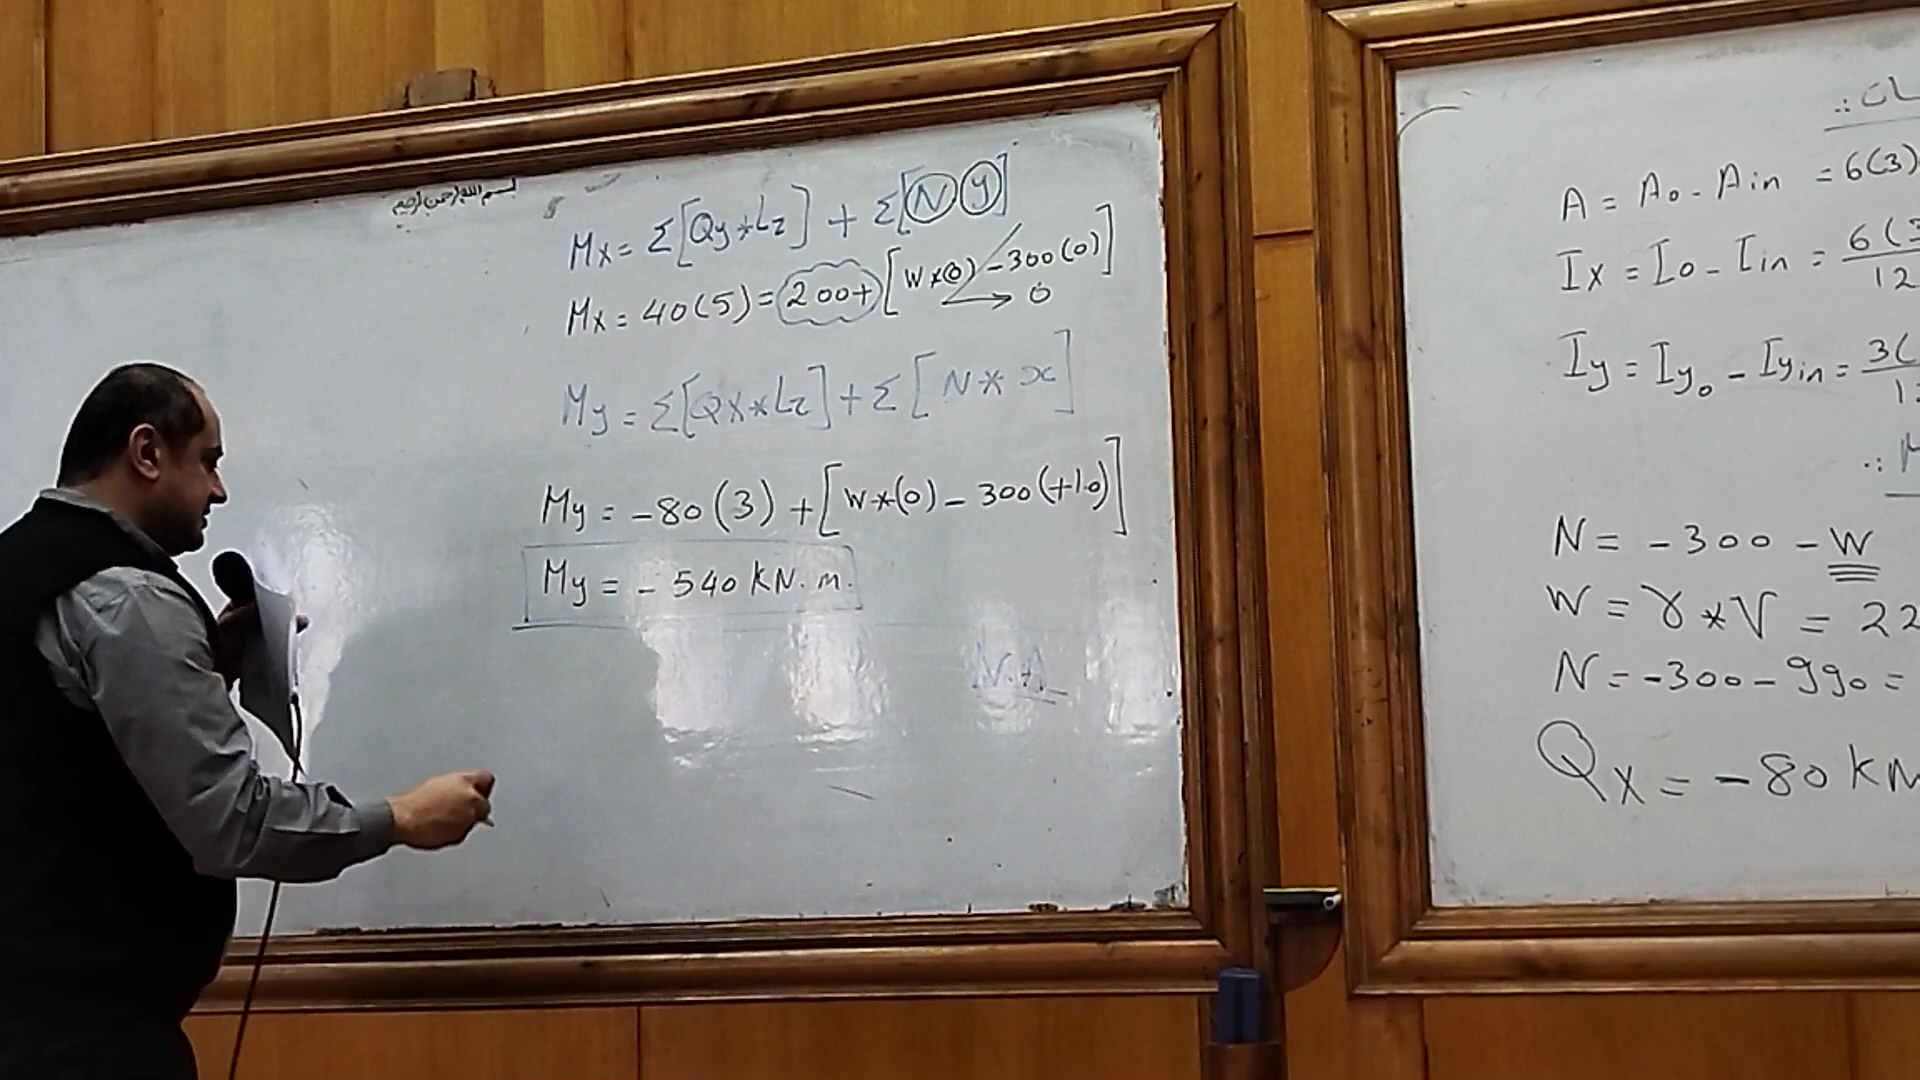 بسم الله الرحمن الرحيم
Mx = Σ[Qy*Lz] + Σ[N y]
Mx = 40(5) = 200+ [W*(0) - 300(0)]
→ 0
My = Σ[Qx*Lz] + Σ[N * x]
My = -80(3) + [W*(0) - 300(+1.0)]
My = - 540 kN.m.
N.A
A = Ao - Ain = 6(3)
Ix = Io - Iin = 6(3
12
Iy = Iyo - Iyin = 3(
N = -300 - W
W = γ * V = 22
N = -300 - 990 =
Qx = -80 kN